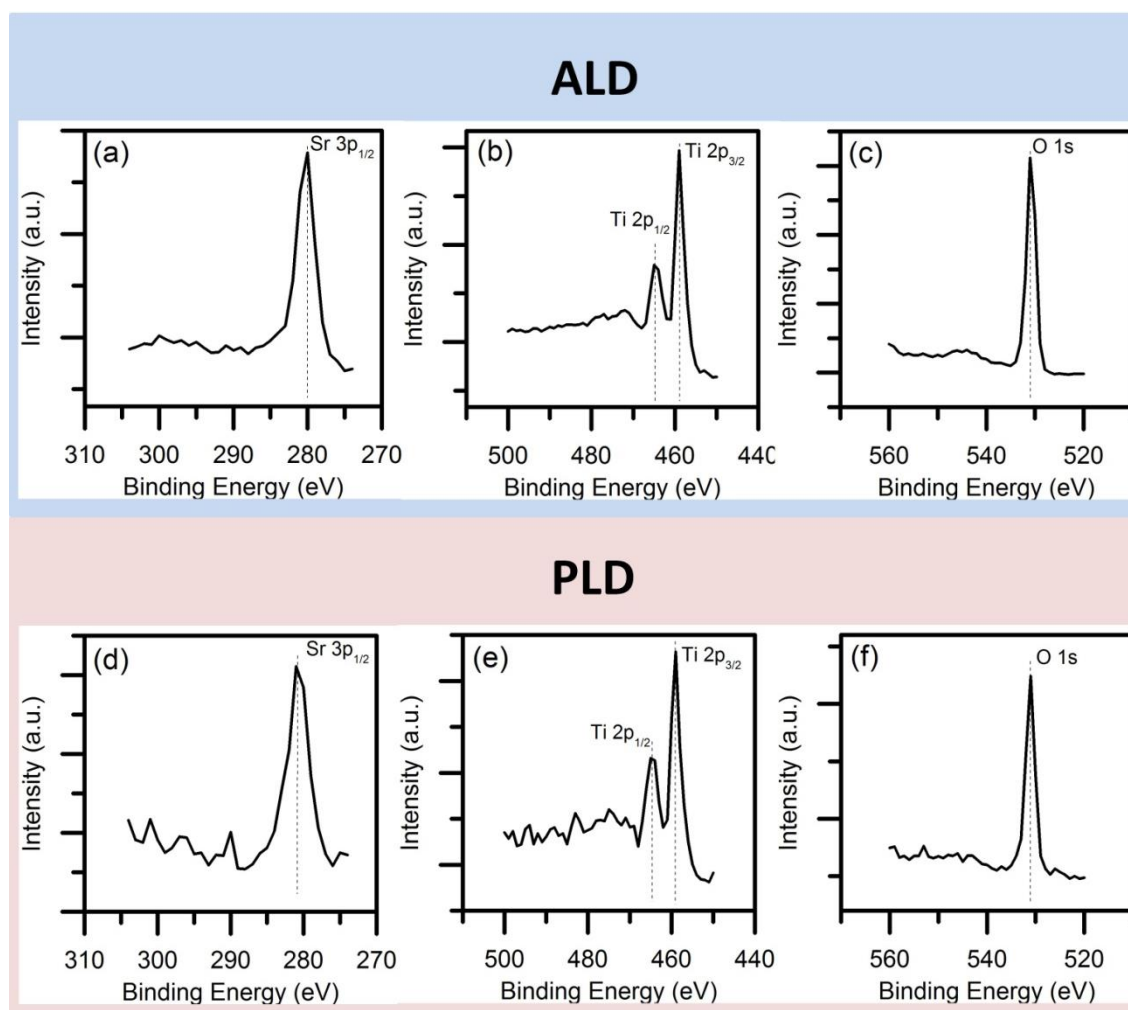 ALD
(a)
Sr 3p1/2
Intensity (a.u.)
310 300 290 280 270
Binding Energy (eV)
(b)
Ti 2p3/2
Ti 2p1/2
Intensity (a.u.)
500 480 460 440
Binding Energy (eV)
(c)
O 1s
Intensity (a.u.)
560 540 520
Binding Energy (eV)
PLD
(d)
Sr 3p1/2
Intensity (a.u.)
310 300 290 280 270
Binding Energy (eV)
(e)
Ti 2p3/2
Ti 2p1/2
Intensity (a.u.)
500 480 460 440
Binding Energy (eV)
(f)
O 1s
Intensity (a.u.)
560 540 520
Binding Energy (eV)